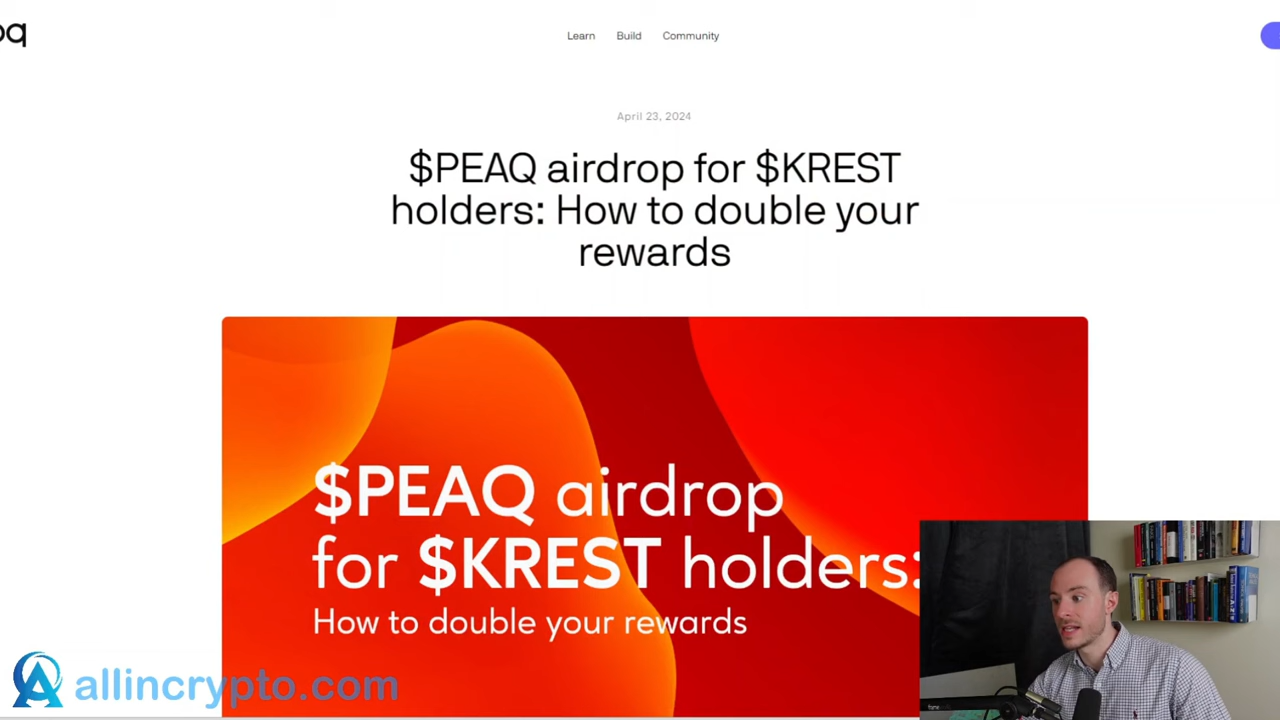 Learn Build Community
April 23, 2024
$PEAQ airdrop for $KREST
holders: How to double your
rewards
$PEAQ airdrop
for $KREST holders:
How to double your rewards
allincrypto.com